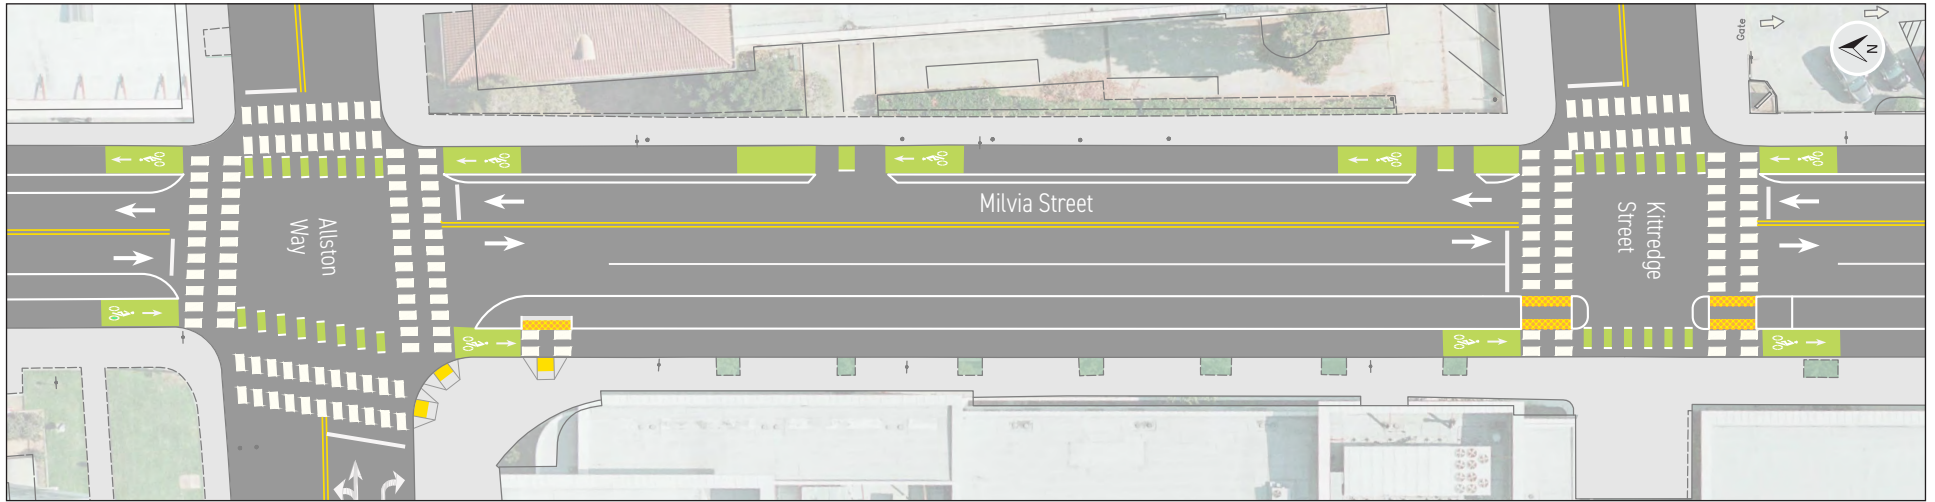 Gate
N
Milvia Street
Allston
Way
Kittredge
Street